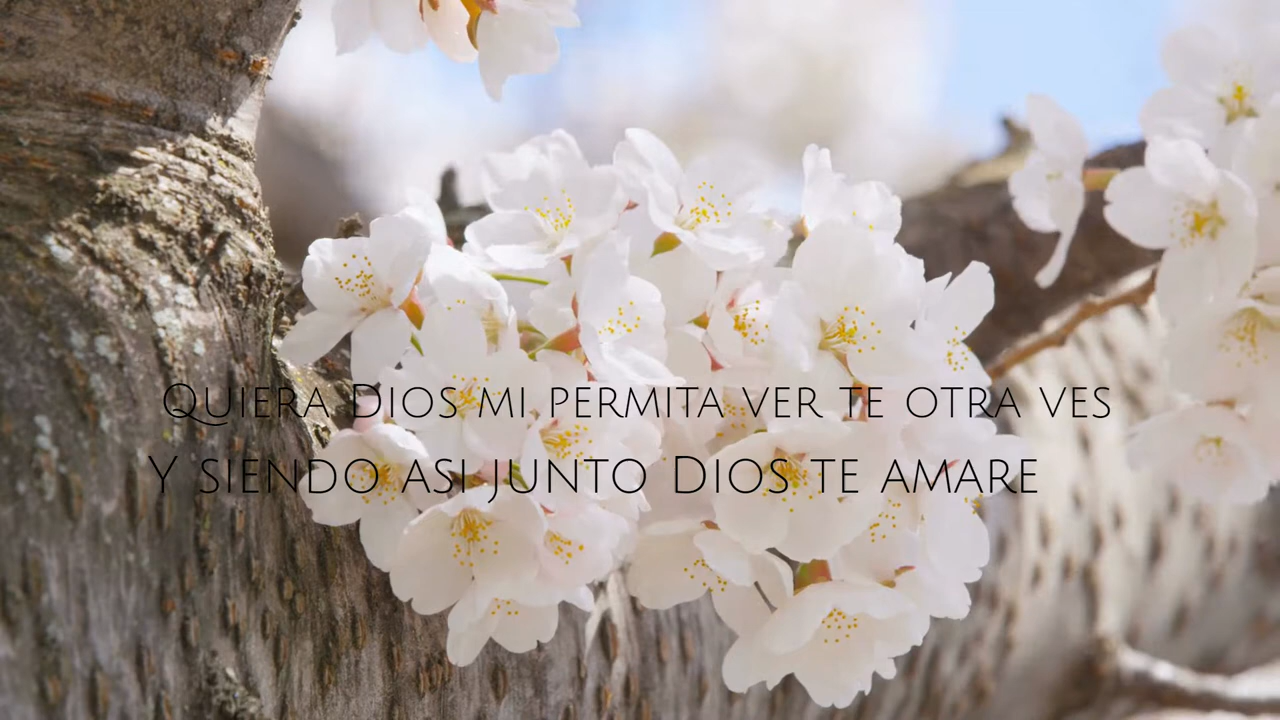 Quiera Dios mi permita ver te otra ves
Y siendo asi junto Dios te amare